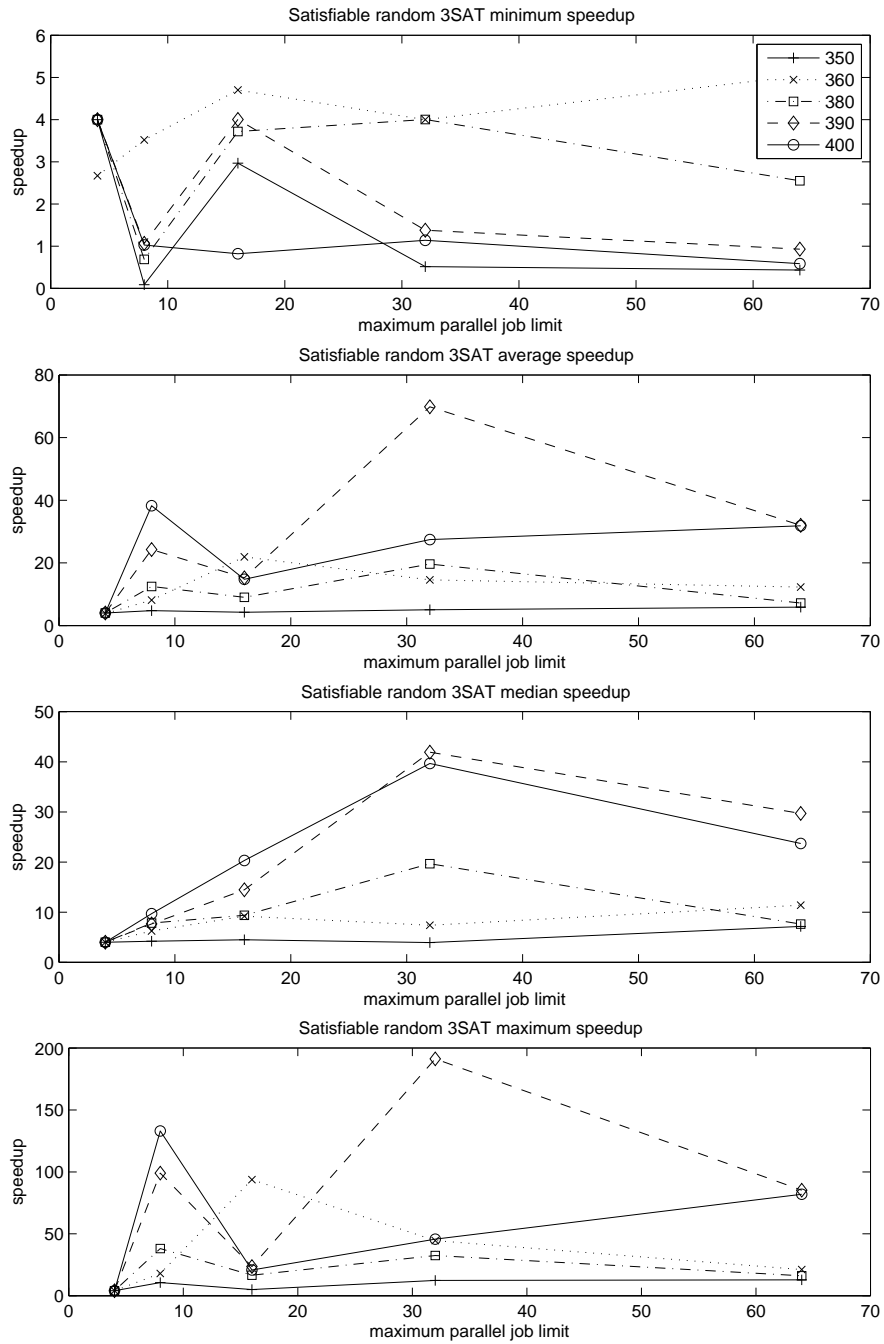 Satisfiable random 3SAT minimum speedup
6
5
4
3
2
1
0
speedup
0 10 20 30 40 50 60 70
maximum parallel job limit
350
360
380
390
400
Satisfiable random 3SAT average speedup
80
60
40
20
0
speedup
0 10 20 30 40 50 60 70
maximum parallel job limit
Satisfiable random 3SAT median speedup
50
40
30
20
10
0
speedup
0 10 20 30 40 50 60 70
maximum parallel job limit
Satisfiable random 3SAT maximum speedup
200
150
100
50
0
speedup
0 10 20 30 40 50 60 70
maximum parallel job limit